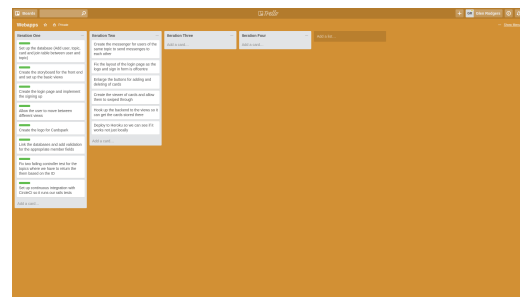 Boards
Trello
Webapps
Private
Iteration One
Set up the database (Add user, topic
card and join table between user and
topic)
Create the storyboard for the front end
and set up the basic views
Create the login page and implement
the signing up
Allow the user to move between
different views
Create the logo for Cardspark
Link the databases and add validation
for the appropriate member fields
Fix two failing controller test for the
topics where we have to return the
them based on the ID
Set up continuous integration with
CircleCI as it runs our rails tests
Add a card...
Iteration Two
Create the messenger for users of the
same topic to send messages to
each other
Fix the layout of the login page as the
logo and sign in form is offcentre
Enlarge the buttons for adding and
deleting of cards
Create the viewer of cards and allow
them to swiped through
Hook up the backend to the views so it
can get the cards stored there
Deploy to Heroku so we can see if it
works not just locally
Add a card...
Iteration Three
Add a card...
Iteration Four
Add a card...
Add a list...